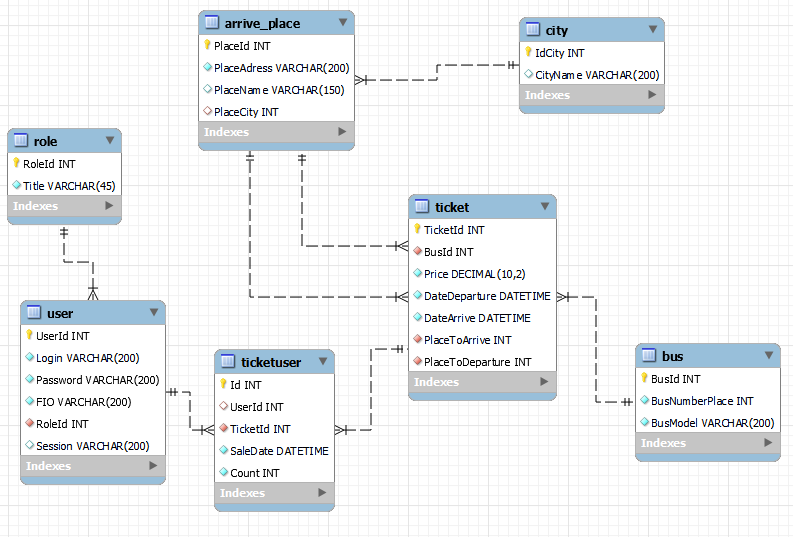 arrive_place
PlaceId INT
PlaceAdress VARCHAR(200)
PlaceName VARCHAR(150)
PlaceCity INT
Indexes
city
IdCity INT
CityName VARCHAR(200)
Indexes
role
RoleId INT
Title VARCHAR(45)
Indexes
ticket
TicketId INT
BusId INT
Price DECIMAL(10,2)
DateDeparture DATETIME
DateArrive DATETIME
PlaceToArrive INT
PlaceToDeparture INT
Indexes
user
UserId INT
Login VARCHAR(200)
Password VARCHAR(200)
FIO VARCHAR(200)
RoleId INT
Session VARCHAR(200)
Indexes
ticketuser
Id INT
UserId INT
TicketId INT
SaleDate DATETIME
Count INT
Indexes
bus
BusId INT
BusNumberPlace INT
BusModel VARCHAR(200)
Indexes